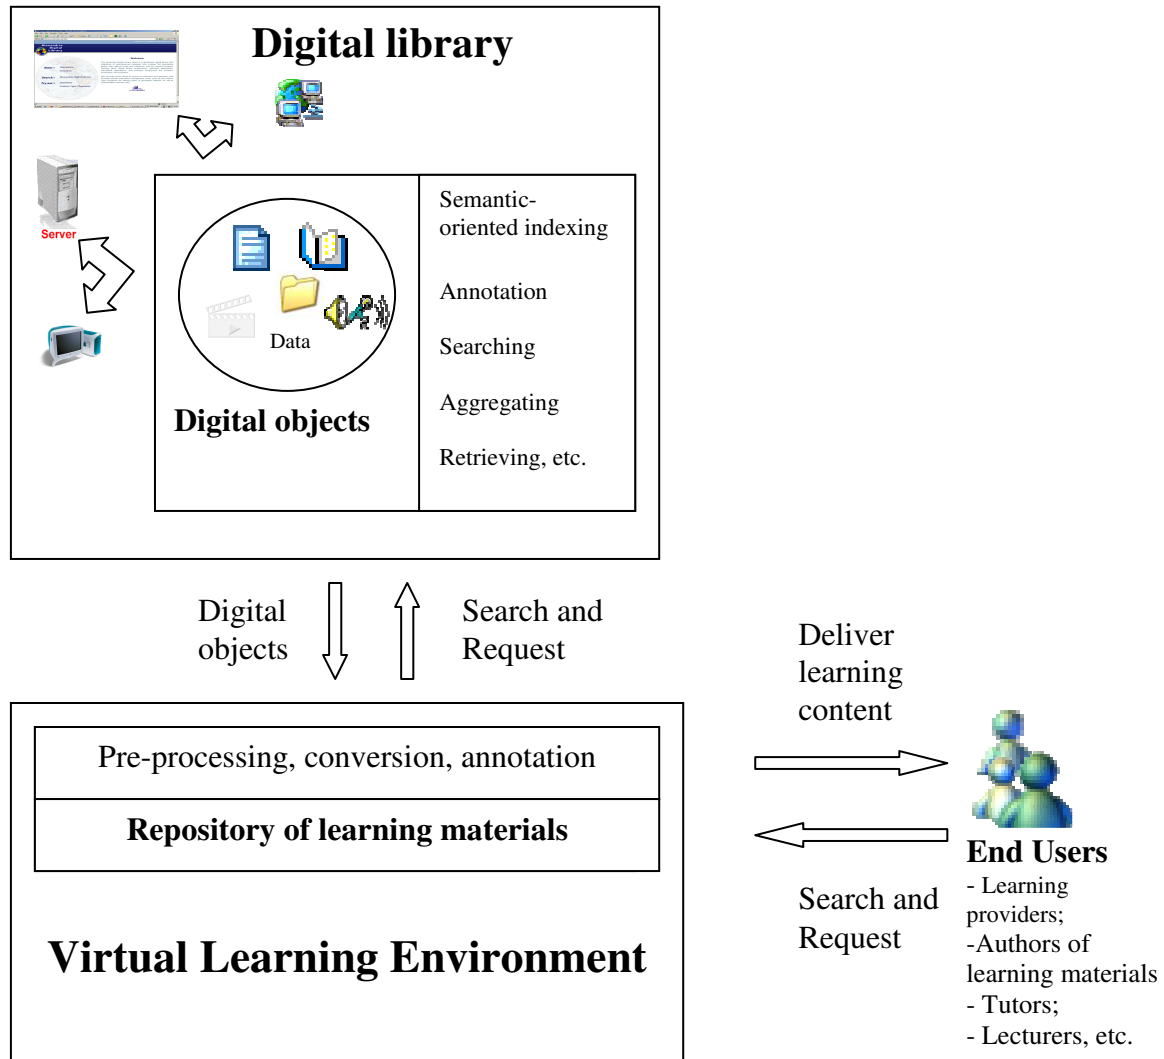 Digital library
Server
Semantic-
oriented indexing
Annotation
Searching
Aggregating
Retrieving, etc.
Data
Digital objects
Digital
objects
Search and
Request
Deliver
learning
content
Pre-processing, conversion, annotation
Repository of learning materials
Virtual Learning Environment
Search and
Request
End Users
- Learning
providers;
-Authors of
learning materials
- Tutors;
- Lecturers, etc.